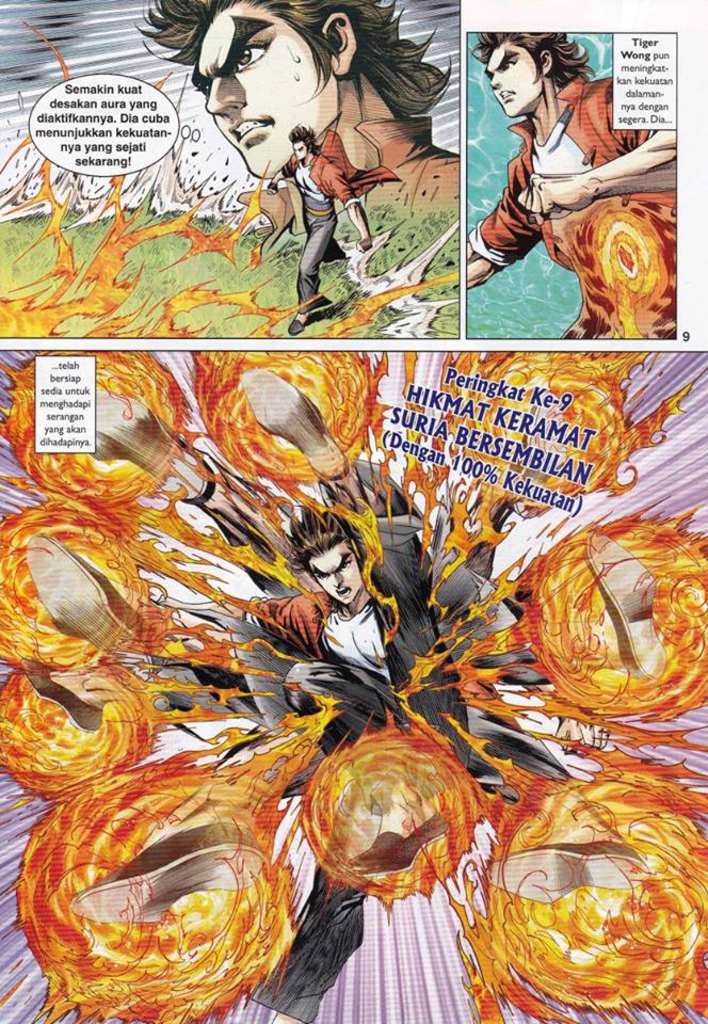 Semakin kuat
desakan aura yang
diaktifkannya. Dia cuba
menunjukkan kekuatan-
nya yang sejati
sekarang!
Tiger
Wong pun
meningkat-
kan kekuatan
dalaman-
nya dengan
segera. Dia...
9
...telah
bersiap
sedia untuk
menghadapi
serangan
yang akan
dihadapinya.
Peringkat Ke-9
HIKMAT KERAMAT
SURIA BERSEMBILAN
(Dengan 100% Kekuatan)